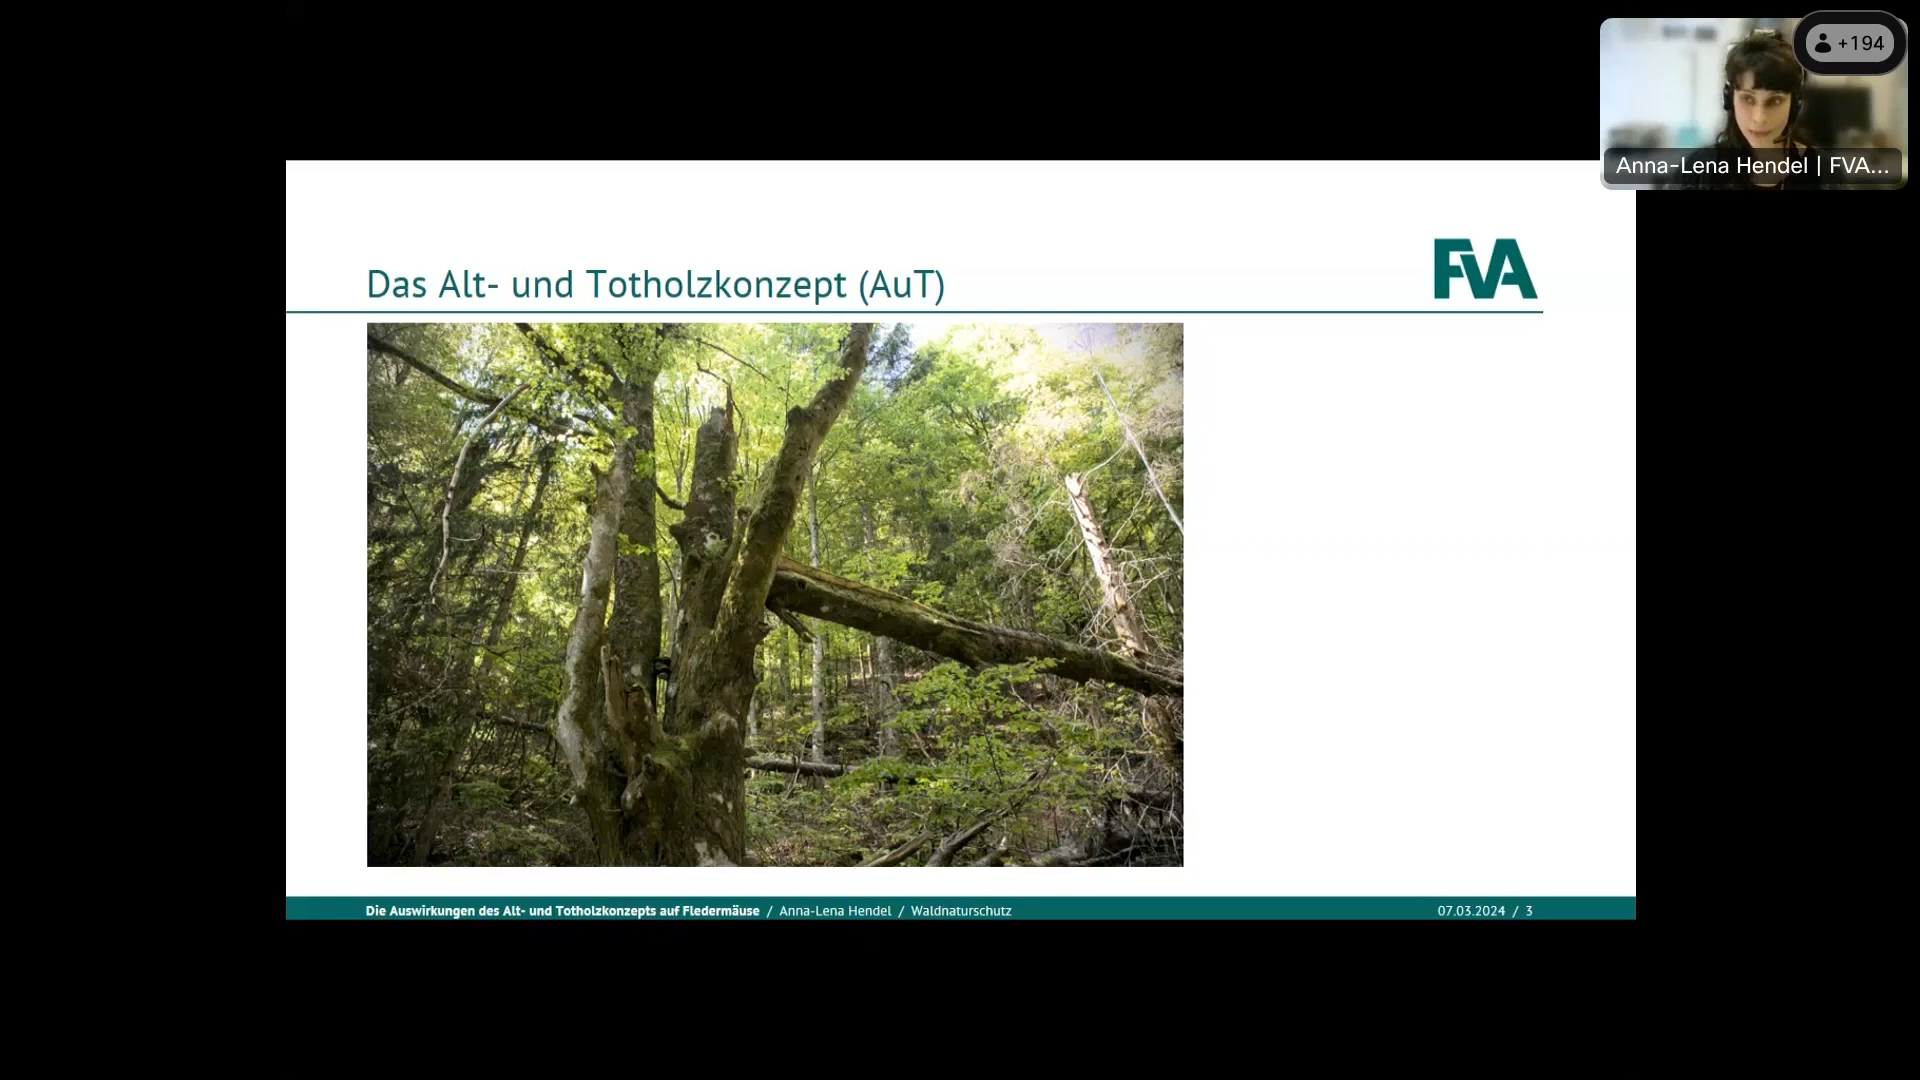 +194
Anna-Lena Hendel | FVA...
FVA
Das Alt- und Totholzkonzept (AuT)
Die Auswirkungen des Alt- und Totholzkonzepts auf Fledermäuse / Anna-Lena Hendel / Waldnaturschutz
07.03.2024 / 3